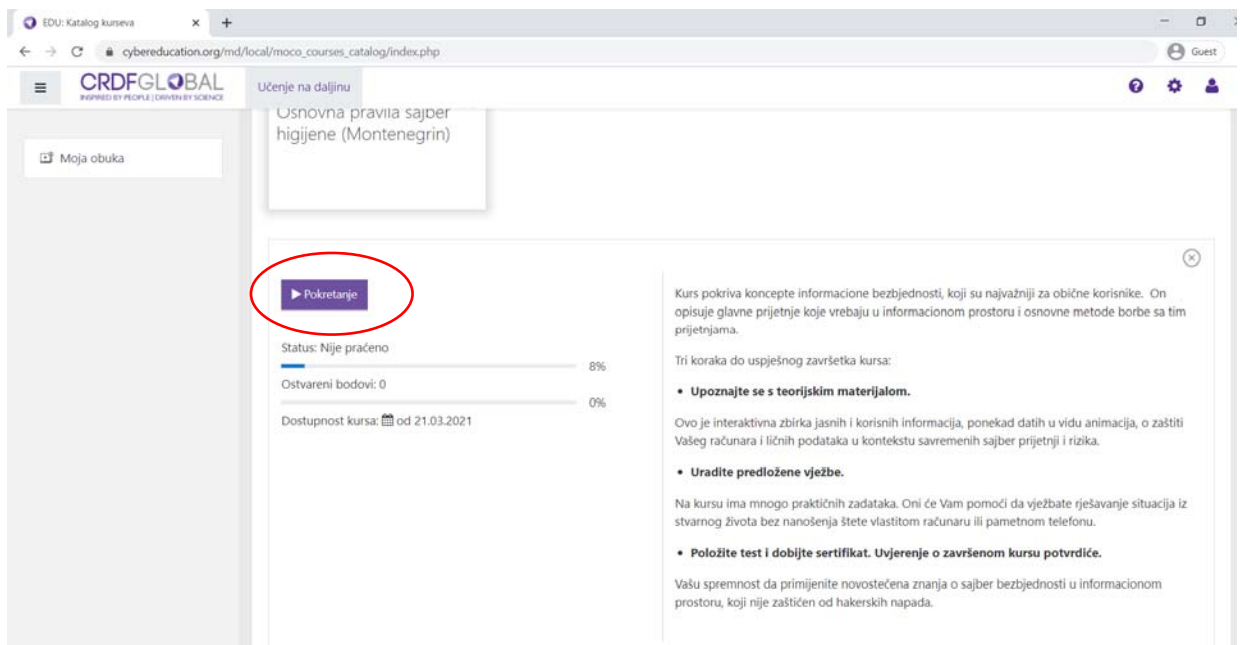 EDU: Katalog kurseva
cybereducation.org/md/local/moco_courses_catalog/index.php
Guest
CRDFGLOBAL
INSPIRED BY PEOPLE | DRIVEN BY SCIENCE
Učenje na daljinu
Moja obuka
Osnovna pravila sajber
higijene (Montenegrin)
Pokretanje
Status: Nije praćeno
8%
Ostvareni bodovi: 0
0%
Dostupnost kursa: od 21.03.2021
Kurs pokriva koncepte informacione bezbjednosti, koji su najvažniji za obične korisnike. On
opisuje glavne prijetnje koje vrebaju u informacionom prostoru i osnovne metode borbe sa tim
prijetnjama.
Tri koraka do uspješnog završetka kursa:
• Upoznajte se s teorijskim materijalom.
Ovo je interaktivna zbirka jasnih i korisnih informacija, ponekad datih u vidu animacija, o zaštiti
Vašeg računara i ličnih podataka u kontekstu savremenih sajber prijetnji i rizika.
• Uradite predložene vježbe.
Na kursu ima mnogo praktičnih zadataka. Oni će Vam pomoći da vježbate rješavanje situacija iz
stvarnog života bez nanošenja štete vlastitom računaru ili pametnom telefonu.
• Položite test i dobijte sertifikat. Uvjerenje o završenom kursu potvrdiće.
Vašu spremnost da primijenite novostečena znanja o sajber bezbjednosti u informacionom
prostoru, koji nije zaštićen od hakerskih napada.